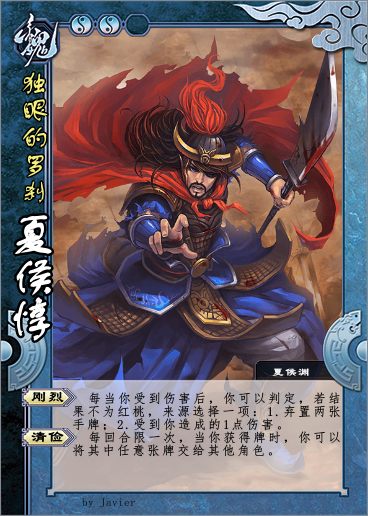 魏
独眼的罗刹
夏侯惇
夏侯渊
刚烈
每当你受到伤害后，你可以判定，若结
果不为红桃，来源选择一项：1.弃置两张
手牌；2.受到你造成的1点伤害。
清俭
每回合限一次，当你获得牌时，你可以
将其中任意张牌交给其他角色。
by Javier